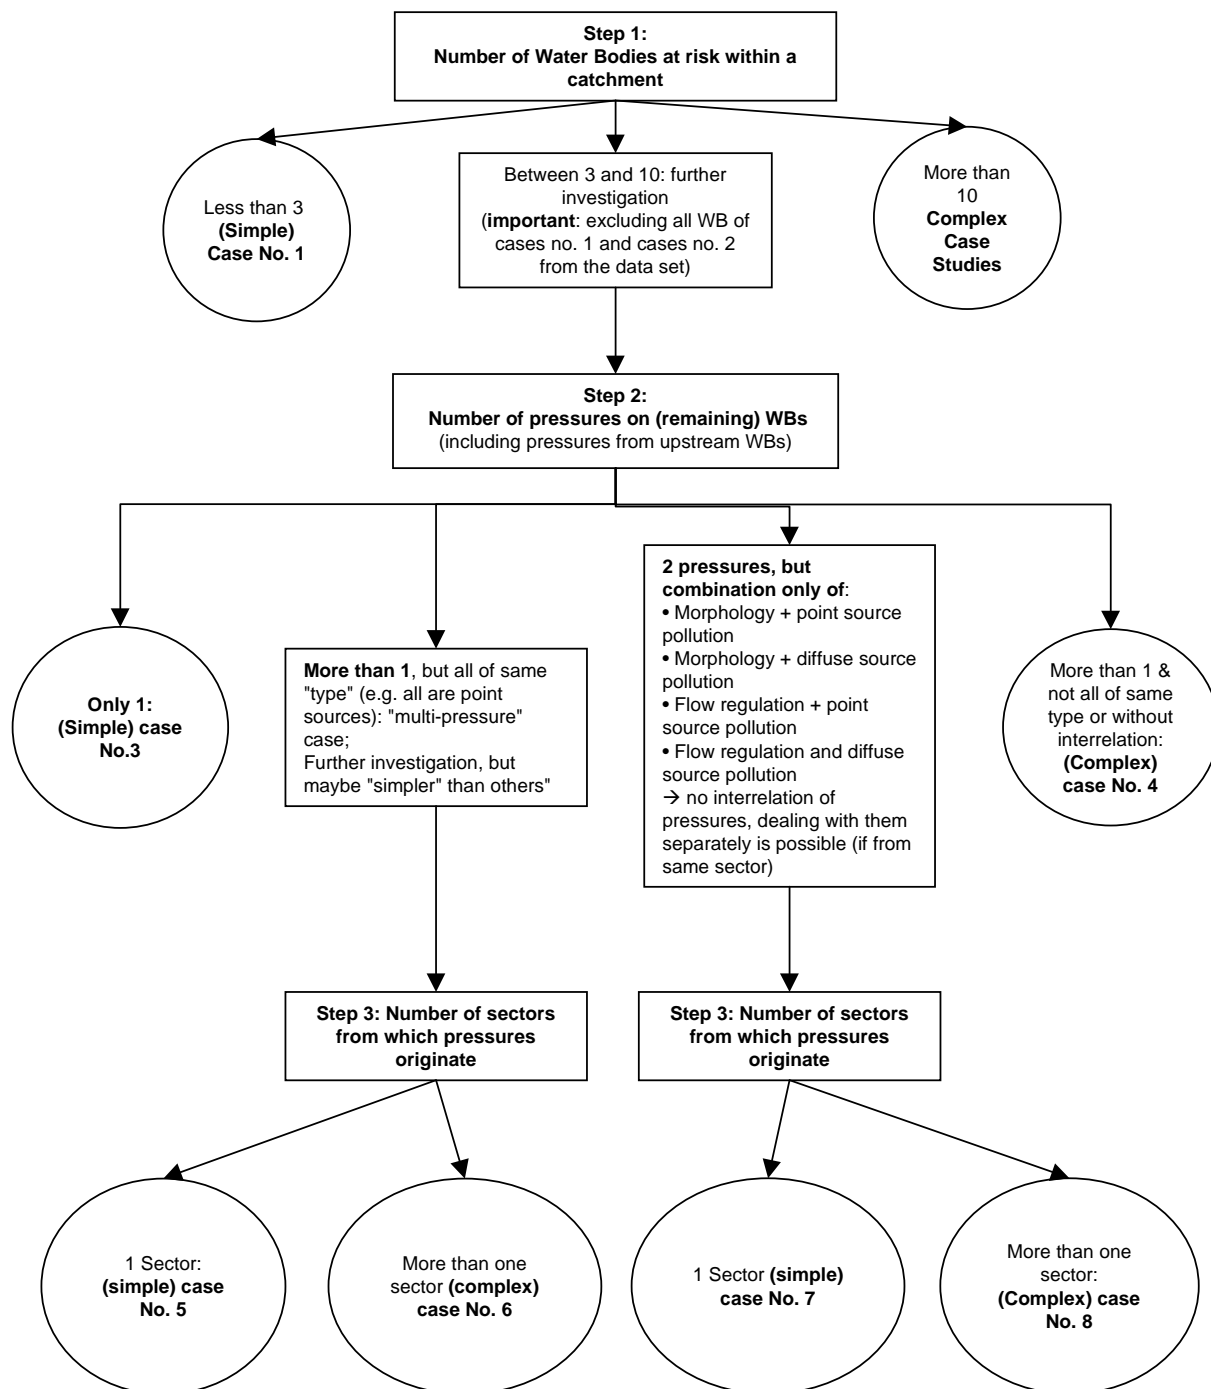 Step 1:
Number of Water Bodies at risk within a
catchment
Less than 3
(Simple)
Case No. 1
Between 3 and 10: further
investigation
(important: excluding all WB of
cases no. 1 and cases no. 2
from the data set)
More than
10
Complex
Case
Studies
Step 2:
Number of pressures on (remaining) WBs
(including pressures from upstream WBs)
Only 1:
(Simple) case
No.3
More than 1, but all of same
"type" (e.g. all are point
sources): "multi-pressure"
case;
Further investigation, but
maybe "simpler" than others"
2 pressures, but
combination only of:
• Morphology + point source
pollution
• Morphology + diffuse source
pollution
• Flow regulation + point
source pollution
• Flow regulation and diffuse
source pollution
→ no interrelation of
pressures, dealing with them
separately is possible (if from
same sector)
More than 1 &
not all of same
type or without
interrelation:
(Complex)
case No. 4
Step 3: Number of sectors
from which pressures
originate
Step 3: Number of sectors
from which pressures
originate
1 Sector:
(simple) case
No. 5
More than one
sector (complex)
case No. 6
1 Sector (simple)
case No. 7
More than one
sector:
(Complex) case
No. 8